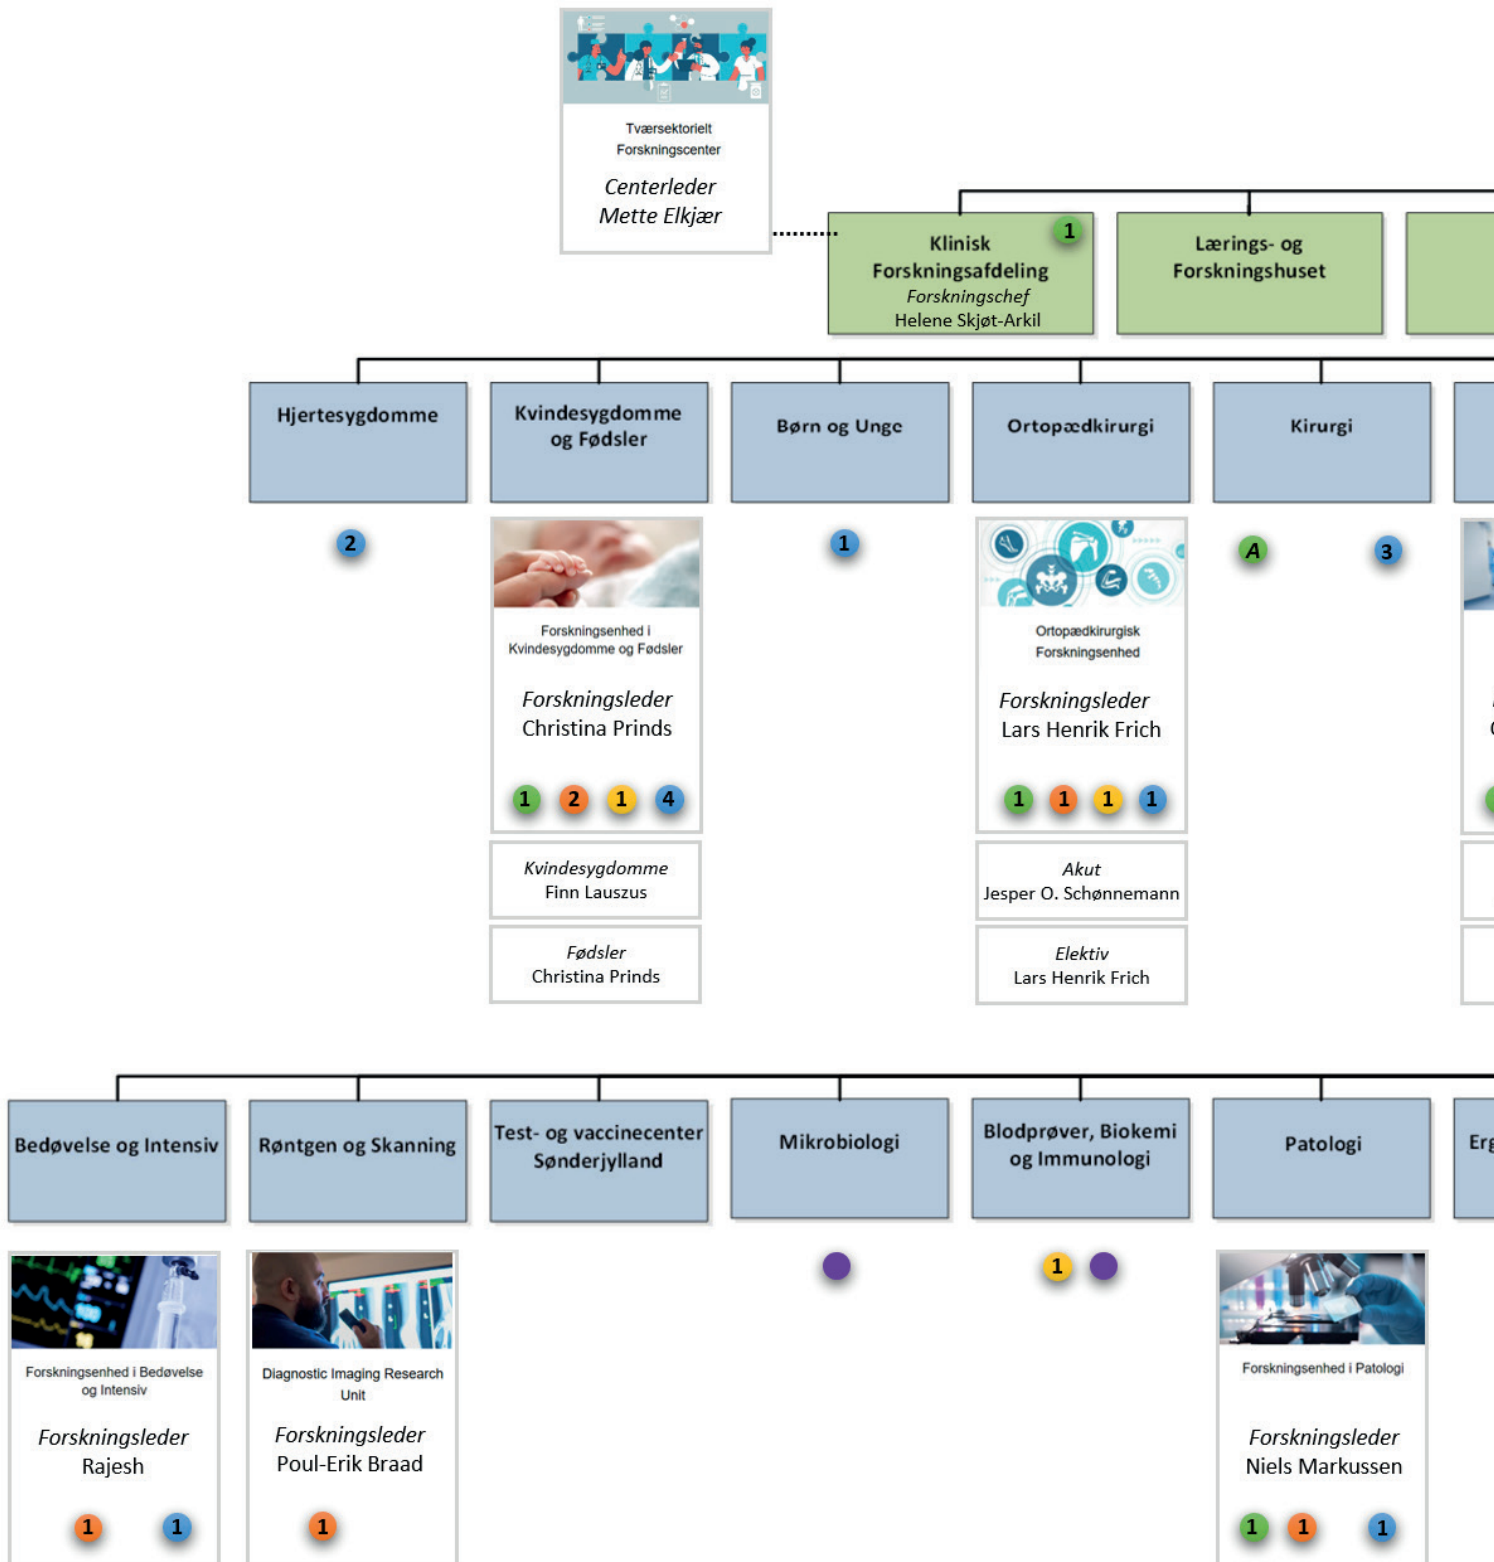 Tværsektorielt
Forskningscenter
Centerleder
Mette Elkjær
Klinisk
Forskningsafdeling
Forskningschef
Helene Skjøt-Arkil
1
Lærings- og
Forskningshuset
Hjertesygdomme
Kvindesygdomme
og Fødsler
Børn og Unge
Ortopædkirurgi
Kirurgi
2
1
A
3
Forskningsenhed i
Kvindesygdomme og Fødsler
Forskningsleder
Christina Prinds
1 2 1 4
Kvindesygdomme
Finn Lauszus
Fødsler
Christina Prinds
Ortopædkirurgisk
Forskningsenhed
Forskningsleder
Lars Henrik Frich
1 1 1 1
Akut
Jesper O. Schønnemann
Elektiv
Lars Henrik Frich
Bedøvelse og Intensiv
Røntgen og Skanning
Test- og vaccinecenter
Sønderjylland
Mikrobiologi
Blodprøver, Biokemi
og Immunologi
Patologi
Erg
1
Forskningsenhed i Bedøvelse
og Intensiv
Forskningsleder
Rajesh
1 1
Diagnostic Imaging Research
Unit
Forskningsleder
Poul-Erik Braad
1
Forskningsenhed i Patologi
Forskningsleder
Niels Markussen
1 1 1